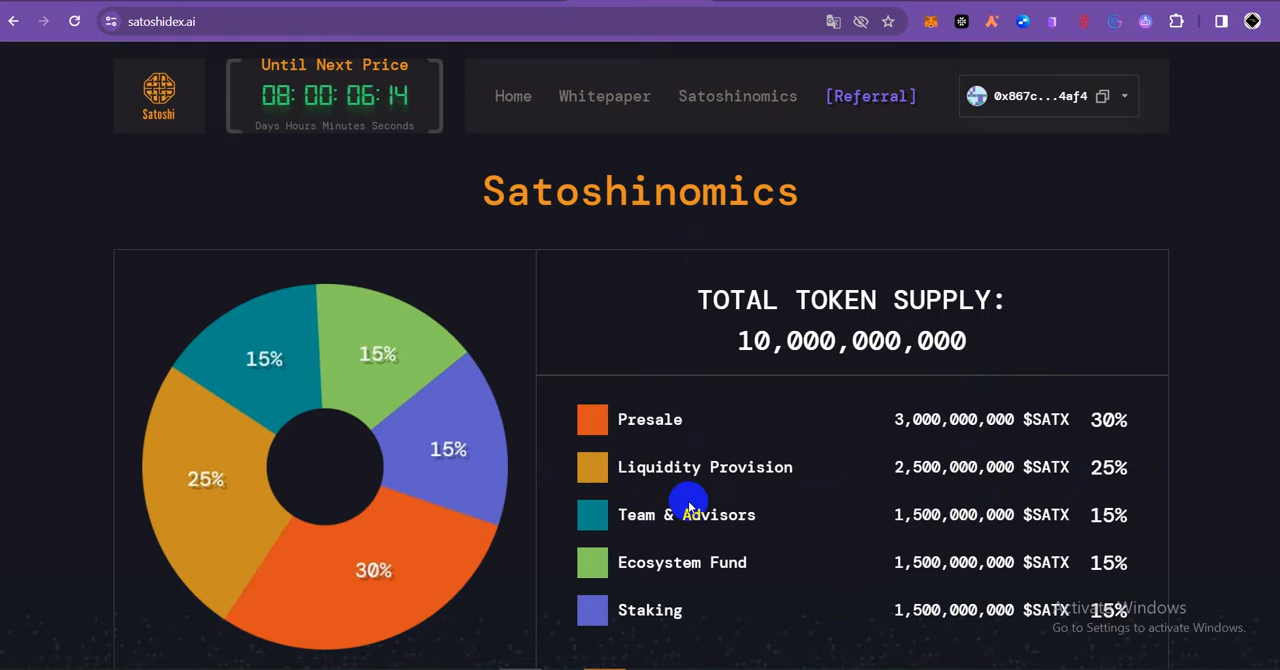 satoshidex.ai
Satoshi
Until Next Price
08: 00: 06: 14
Days Hours Minutes Seconds
Home Whitepaper Satoshinomics [Referral]
0x867c...4af4
Satoshinomics
15%
15%
15%
25%
30%
TOTAL TOKEN SUPPLY:
10,000,000,000
Presale 3,000,000,000 $SATX 30%
Liquidity Provision 2,500,000,000 $SATX 25%
Team & Advisors 1,500,000,000 $SATX 15%
Ecosystem Fund 1,500,000,000 $SATX 15%
Staking 1,500,000,000 $SATX 15%
Activate Windows
Go to Settings to activate Windows.